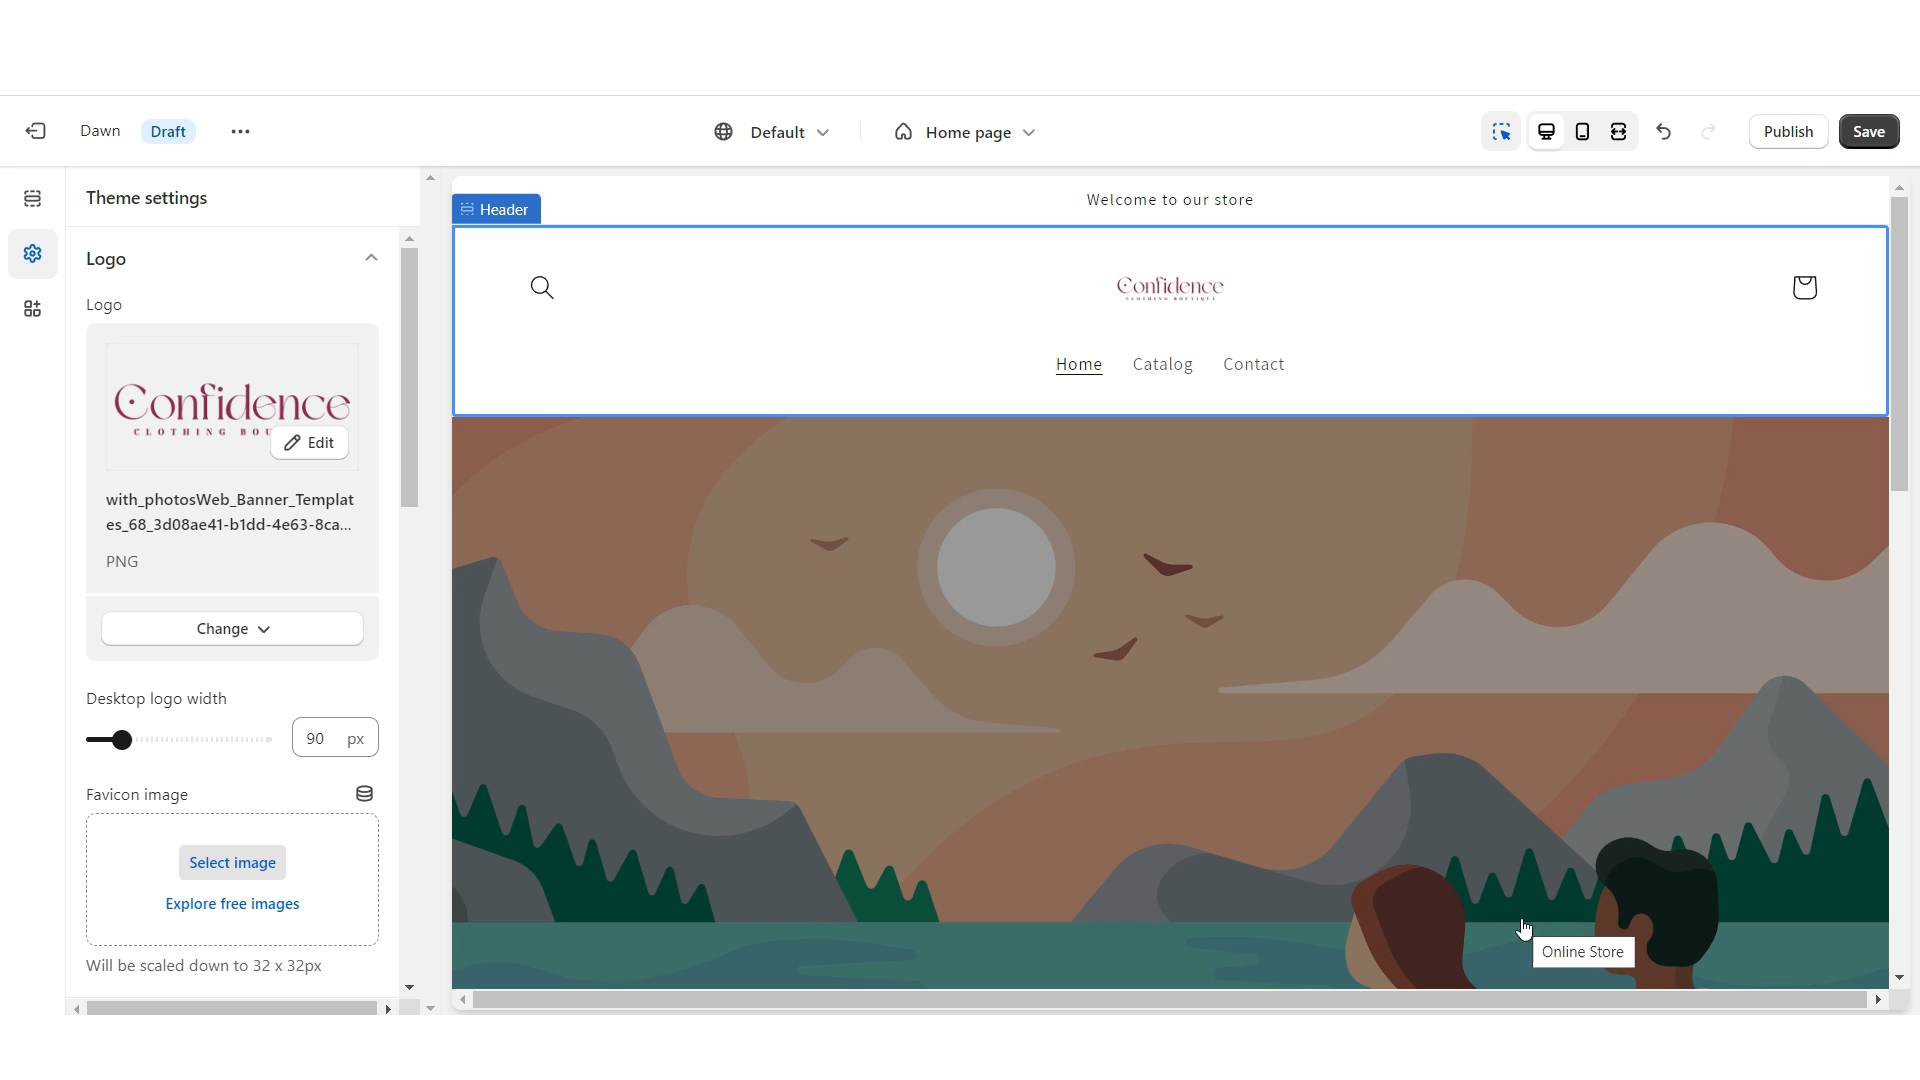 Dawn
Draft
Default
Home page
Publish
Save
Theme settings
Logo
Logo
Confidence
CLOTHING BOU
Edit
with_photosWeb_Banner_Templat
es_68_3d08ae41-b1dd-4e63-8ca...
PNG
Change
Desktop logo width
90 px
Favicon image
Select image
Explore free images
Will be scaled down to 32 x 32px
Welcome to our store
Header
Confidence
CLOTHING BOUTIQUE
Home Catalog Contact
Online Store